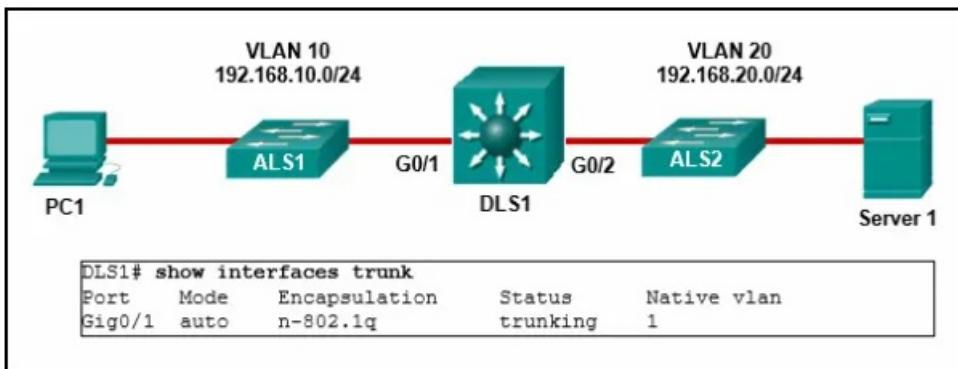 VLAN 10
192.168.10.0/24
VLAN 20
192.168.20.0/24
PC1
ALS1
G0/1
DLS1
G0/2
ALS2
Server 1
DLS1# show interfaces trunk
Port Mode Encapsulation Status Native vlan
Gig0/1 auto n-802.1q trunking 1